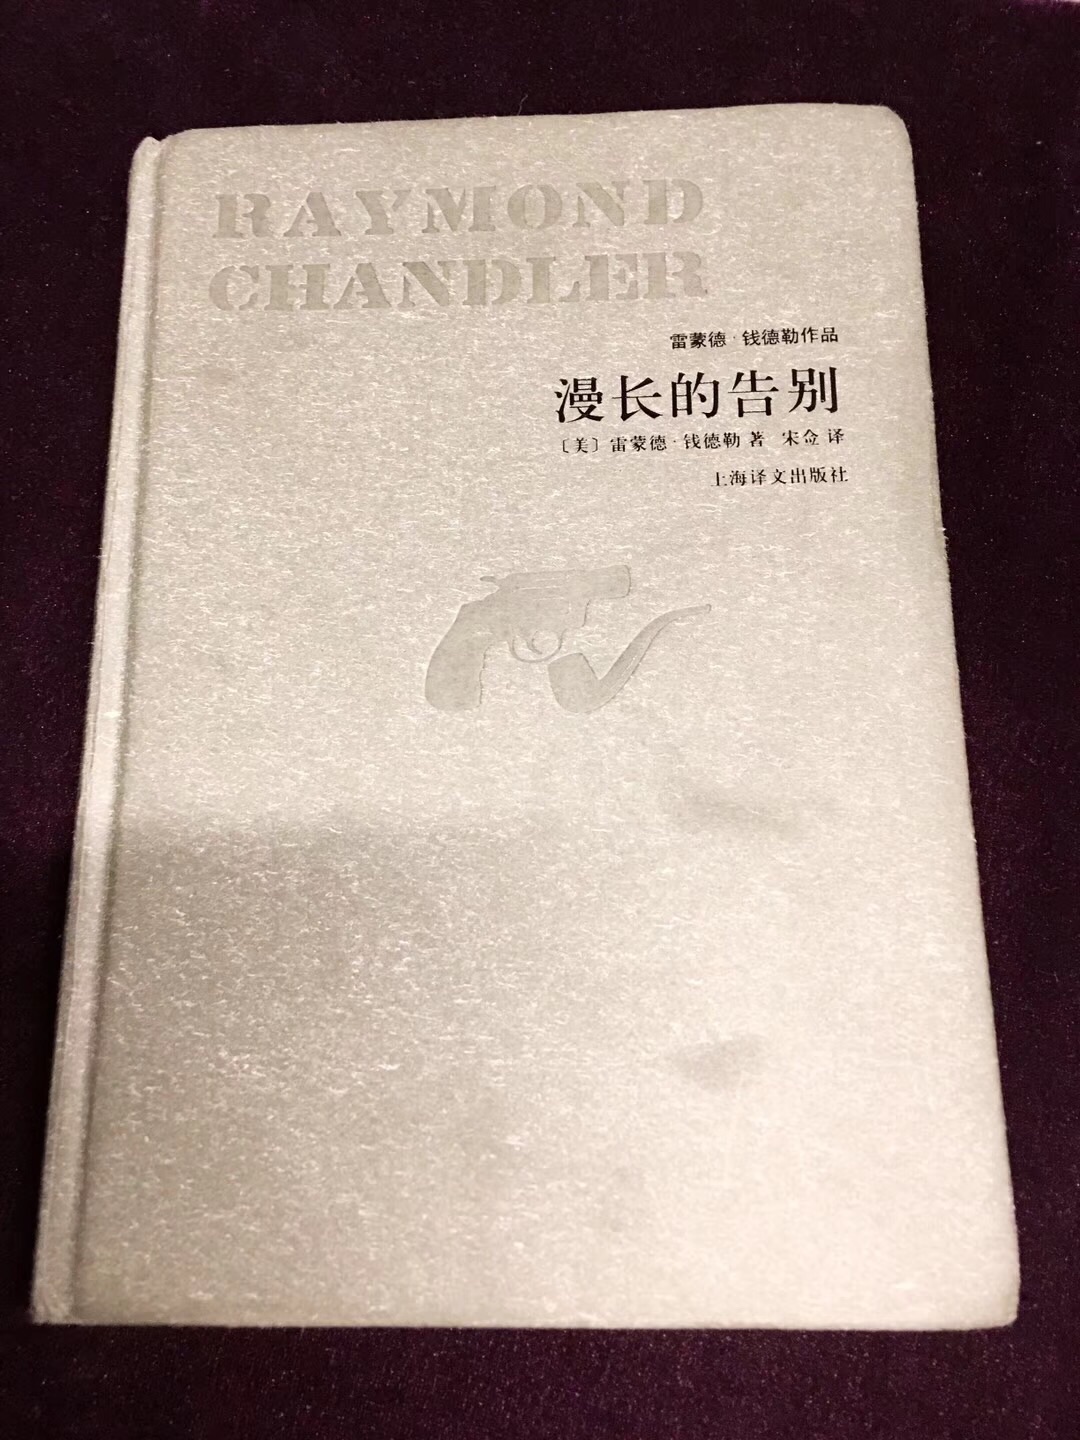 RAYMOND
CHANDLER
雷蒙德·钱德勒作品
漫长的告别
〔美〕雷蒙德·钱德勒 著 宋佥 译
上海译文出版社